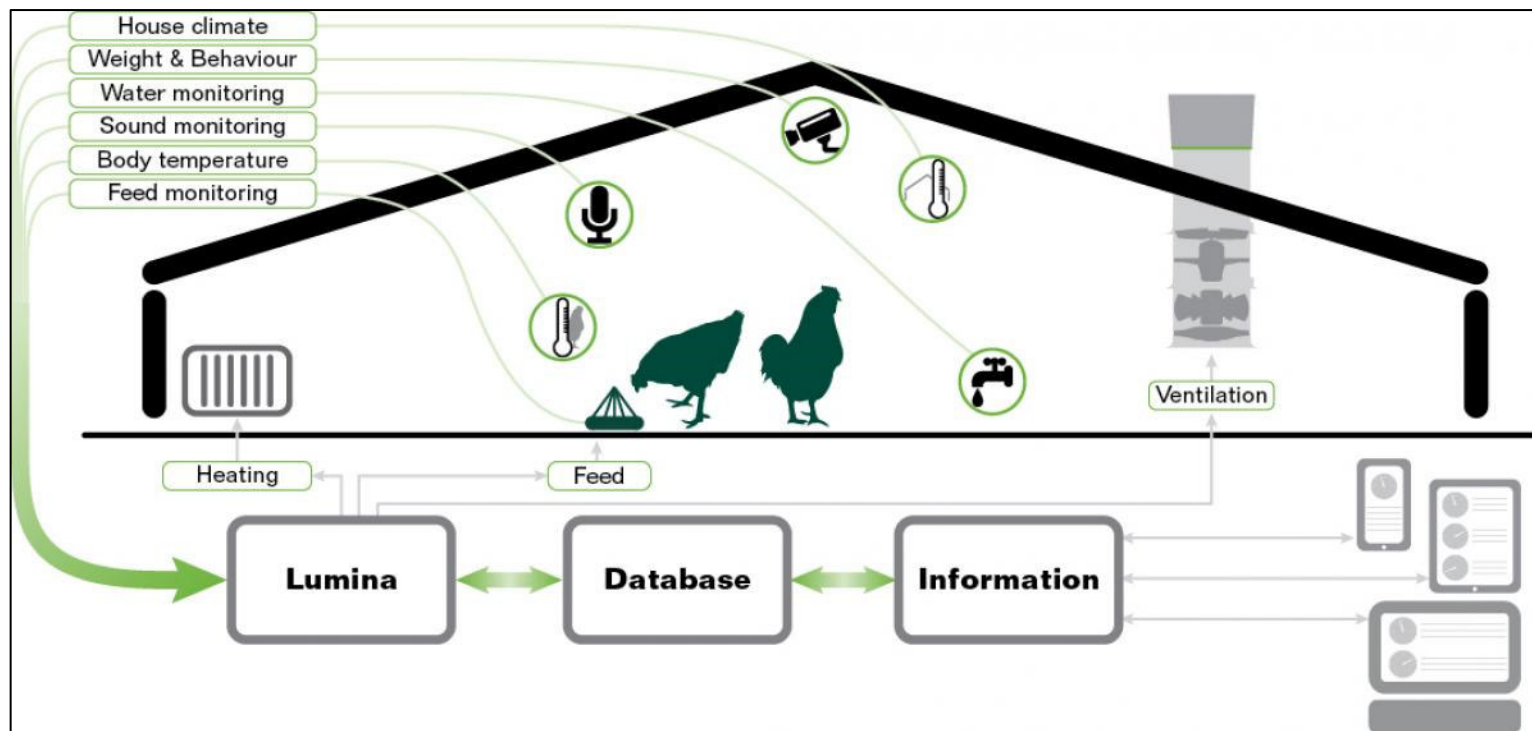 House climate
Weight & Behaviour
Water monitoring
Sound monitoring
Body temperature
Feed monitoring
Ventilation
Heating
Feed
Lumina
Database
Information